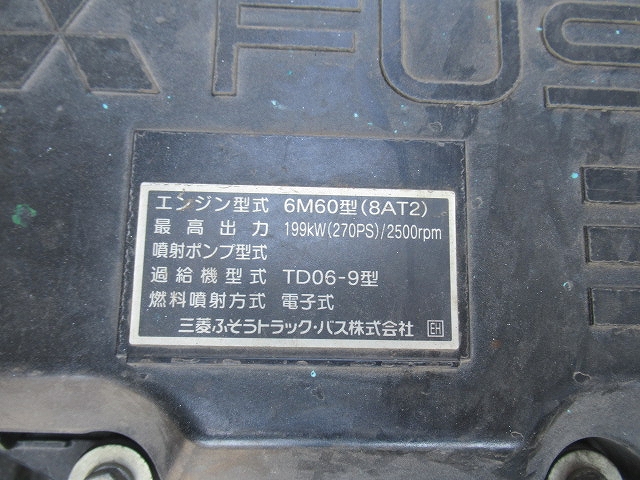 FUS
エンジン型式 6M60型(8AT2)
最高出力 199kW(270PS)/2500rpm
噴射ポンプ型式
過給機型式 TD06-9型
燃料噴射方式 電子式
三菱ふそうトラック・バス株式会社 EH